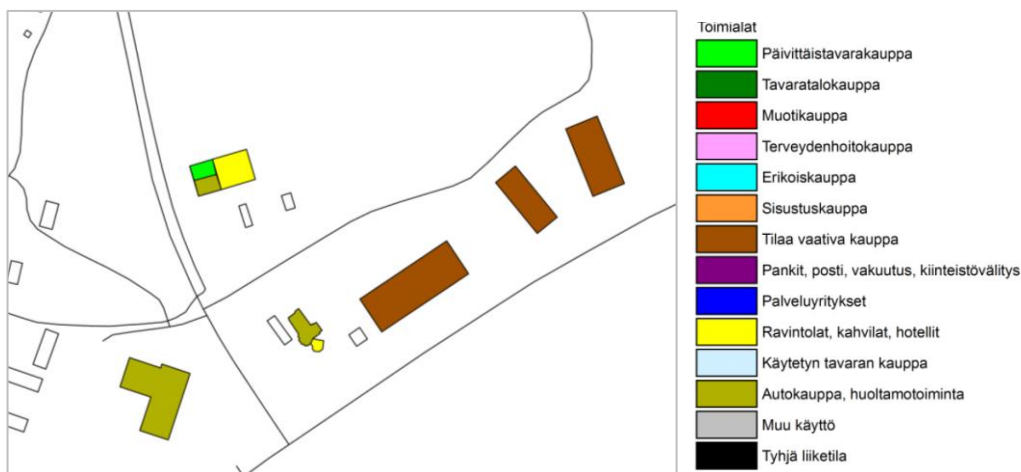 Toimialat
Päivittäistavarakauppa
Tavaratalokauppa
Muotikauppa
Terveydenhoitokauppa
Erikoiskauppa
Sisustuskauppa
Tilaa vaativa kauppa
Pankit, posti, vakuutus, kiinteistövälitys
Palveluyritykset
Ravintolat, kahvilat, hotellit
Käytetyn tavaran kauppa
Autokauppa, huoltamotoiminta
Muu käyttö
Tyhjä liiketila